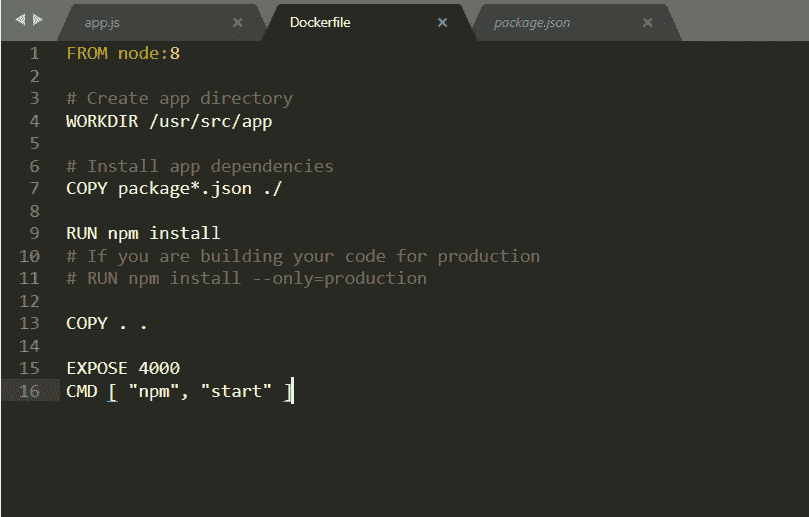 app.js Dockerfile package.json
1 FROM node:8
2
3 # Create app directory
4 WORKDIR /usr/src/app
5
6 # Install app dependencies
7 COPY package*.json ./
8
9 RUN npm install
10 # If you are building your code for production
11 # RUN npm install --only=production
12
13 COPY . .
14
15 EXPOSE 4000
16 CMD [ "npm", "start" ]